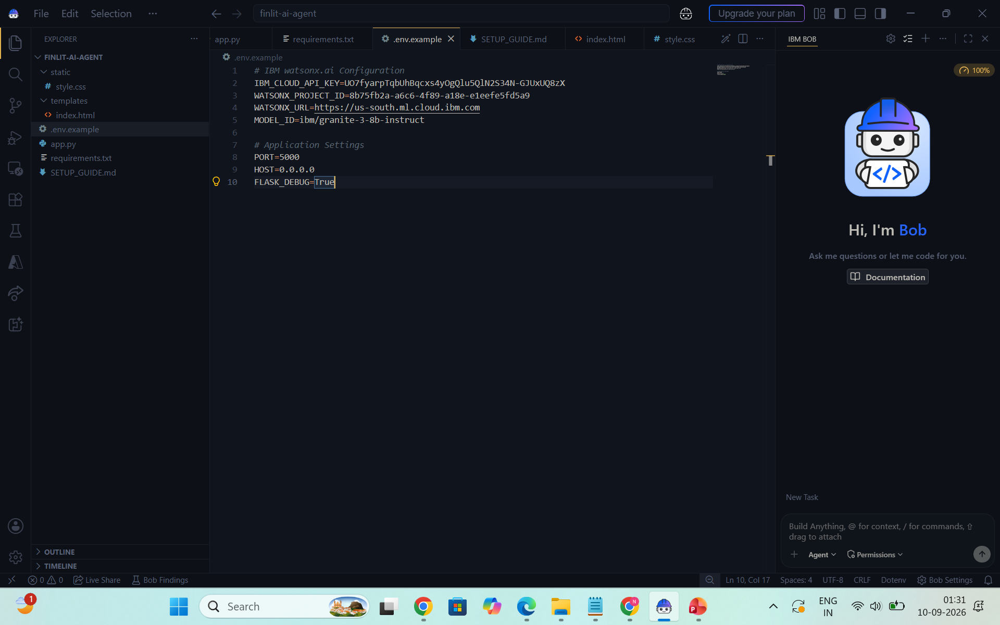 File Edit Selection ···
finlit-ai-agent
Upgrade your plan
EXPLORER
FINLIT-AI-AGENT
static
style.css
templates
index.html
.env.example
app.py
requirements.txt
SETUP_GUIDE.md
OUTLINE
TIMELINE
app.py requirements.txt .env.example SETUP_GUIDE.md index.html style.css
.env.example
1 # IBM watsonx.ai Configuration
2 IBM_CLOUD_API_KEY=UO7fyarpTqbUhBqcxs4yOgQlu5QlN2S34N-GJUxUQ8zX
3 WATSONX_PROJECT_ID=8b75fb2a-a6c6-4f89-a18e-e1eefe5fd5a9
4 WATSONX_URL=https://us-south.ml.cloud.ibm.com
5 MODEL_ID=ibm/granite-3-8b-instruct
6
7 # Application Settings
8 PORT=5000
9 HOST=0.0.0.0
10 FLASK_DEBUG=True
IBM BOB
100%
Hi, I'm Bob
Ask me questions or let me code for you.
Documentation
New Task
Build Anything, @ for context, / for commands, ⇧
drag to attach
Agent Permissions
0 0 Live Share Bob Findings
Ln 10, Col 17 Spaces: 4 UTF-8 CRLF Dotenv Bob Settings
1
Search
N
P
ENG
IN
01:31
10-09-2026